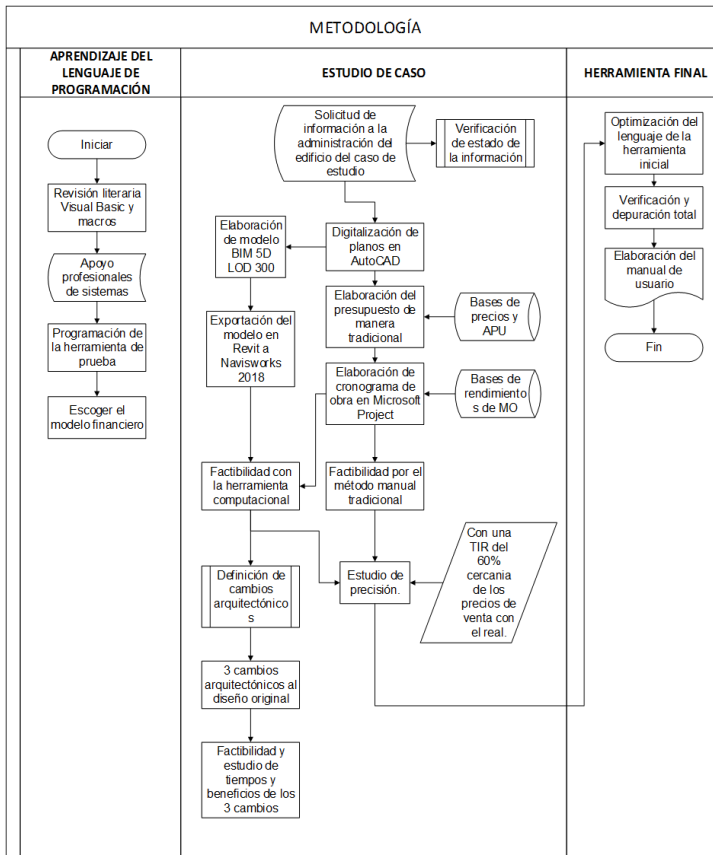 METODOLOGÍA
APRENDIZAJE DEL
LENGUAJE DE
PROGRAMACIÓN
Iniciar
Revisión literaria
Visual Basic y
macros
Apoyo
profesionales
de sistemas
Programación de
la herramienta de
prueba
Escoger el
modelo financiero
ESTUDIO DE CASO
Solicitud de
información a la
administración del
edificio del caso de
estudio
Verificación
de estado de
la información
Digitalización de
planos en
AutoCAD
Elaboración
de modelo
BIM 5D
LOD 300
Exportación del
modelo en
Revit a
Navisworks
2018
Elaboración del
presupuesto de
manera
tradicional
Bases de
precios y
APU
Elaboración de
cronograma de
obra en Microsoft
Project
Bases de
rendimiento
s de MO
Factibilidad con
la herramienta
computacional
Factibilidad por el
método manual
tradicional
Con una
TIR del
60%
cercania
de los
precios de
venta con
el real.
Estudio de
precisión.
Definición de
cambios
arquitectónico
s
3 cambios
arquitectónicos al
diseño original
Factibilidad y
estudio de
tiempos y
beneficios de los
3 cambios
HERRAMIENTA FINAL
Optimización del
lenguaje de la
herramienta
inicial
Verificación y
depuración total
Elaboración del
manual de
usuario
Fin